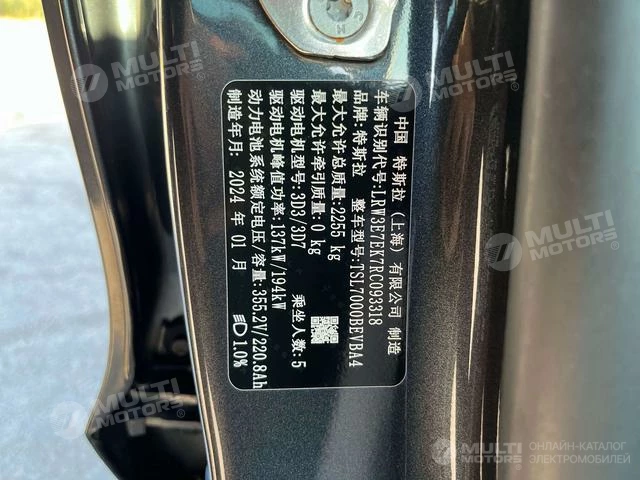 中国 特斯拉（上海）有限公司 制造
车辆识别代号:LRW3E7EK7RC093318
品牌:特斯拉 整车型号:TSL7000BEVBA4
最大允许总质量:2255 kg
最大允许牵引质量:0 kg
驱动电机型号:3D3/3D7 乘坐人数:5
驱动电机峰值功率:137kW/194kW
动力电池系统额定电压/容量:355.2V/220.8Ah
制造年月: 2024 年 01 月 1.0%
MULTI MOTORS
MULTI MOTORS
MULTI MOTORS
MULTI MOTORS
MULTI MOTORS
ОНЛАЙН-КАТАЛОГ
ЭЛЕКТРОМОБИЛЕЙ